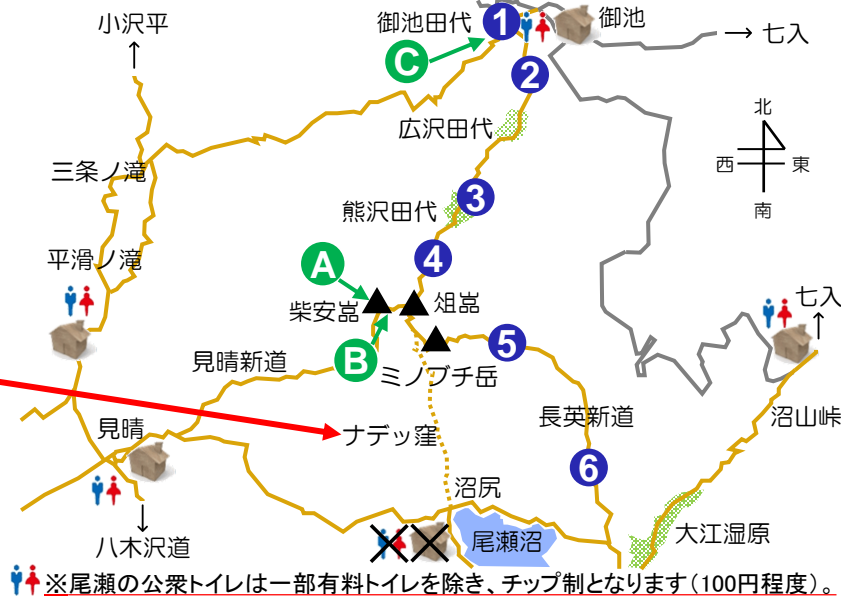 小沢平
↑
御池田代
1
御池
→ 七入
C
2
広沢田代
北
西 東
南
三条ノ滝
熊沢田代
3
平滑ノ滝
A
4
柴安嵓
俎嵓
七入
↑
B
5
見晴新道
ミノブチ岳
長英新道
沼山峠
見晴
ナデッ窪
6
沼尻
↓
八木沢道
尾瀬沼
大江湿原
※尾瀬の公衆トイレは一部有料トイレを除き、チップ制となります(100円程度)。